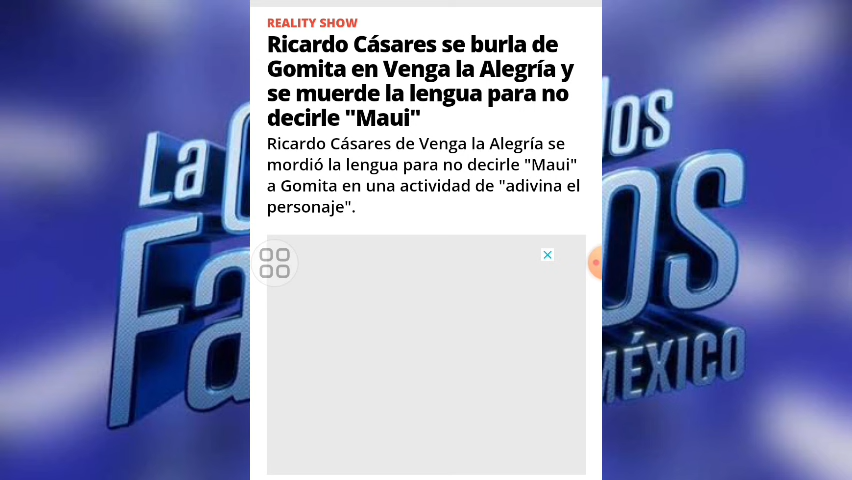 REALITY SHOW
Ricardo Cásares se burla de
Gomita en Venga la Alegría y
se muerde la lengua para no
decirle "Maui"
Ricardo Cásares de Venga la Alegría se
mordió la lengua para no decirle "Maui"
a Gomita en una actividad de "adivina el
personaje".
La
MÉXICO